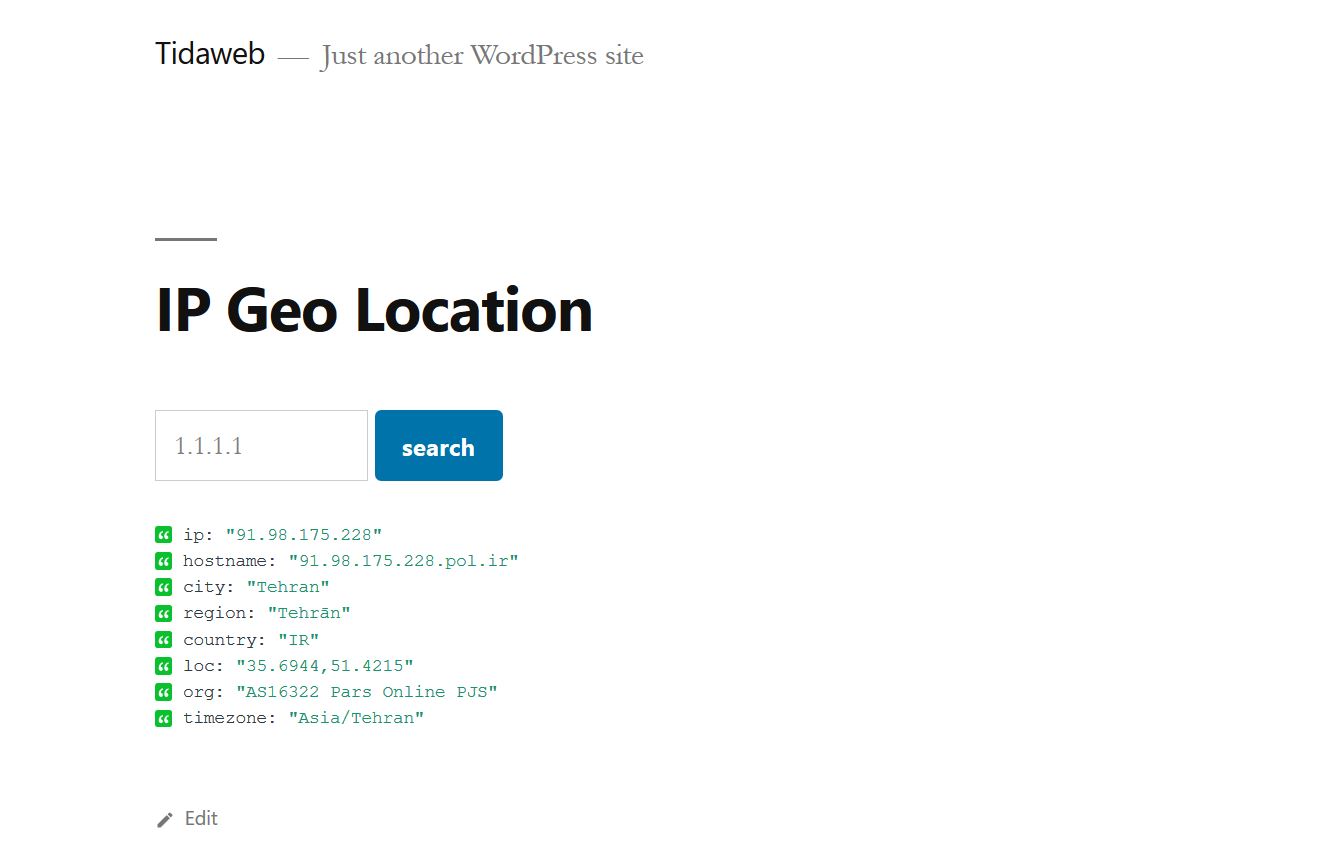 Tidaweb — Just another WordPress site
IP Geo Location
1.1.1.1 search
ip: "91.98.175.228"
hostname: "91.98.175.228.pol.ir"
city: "Tehran"
region: "Tehrān"
country: "IR"
loc: "35.6944,51.4215"
org: "AS16322 Pars Online PJS"
timezone: "Asia/Tehran"
Edit